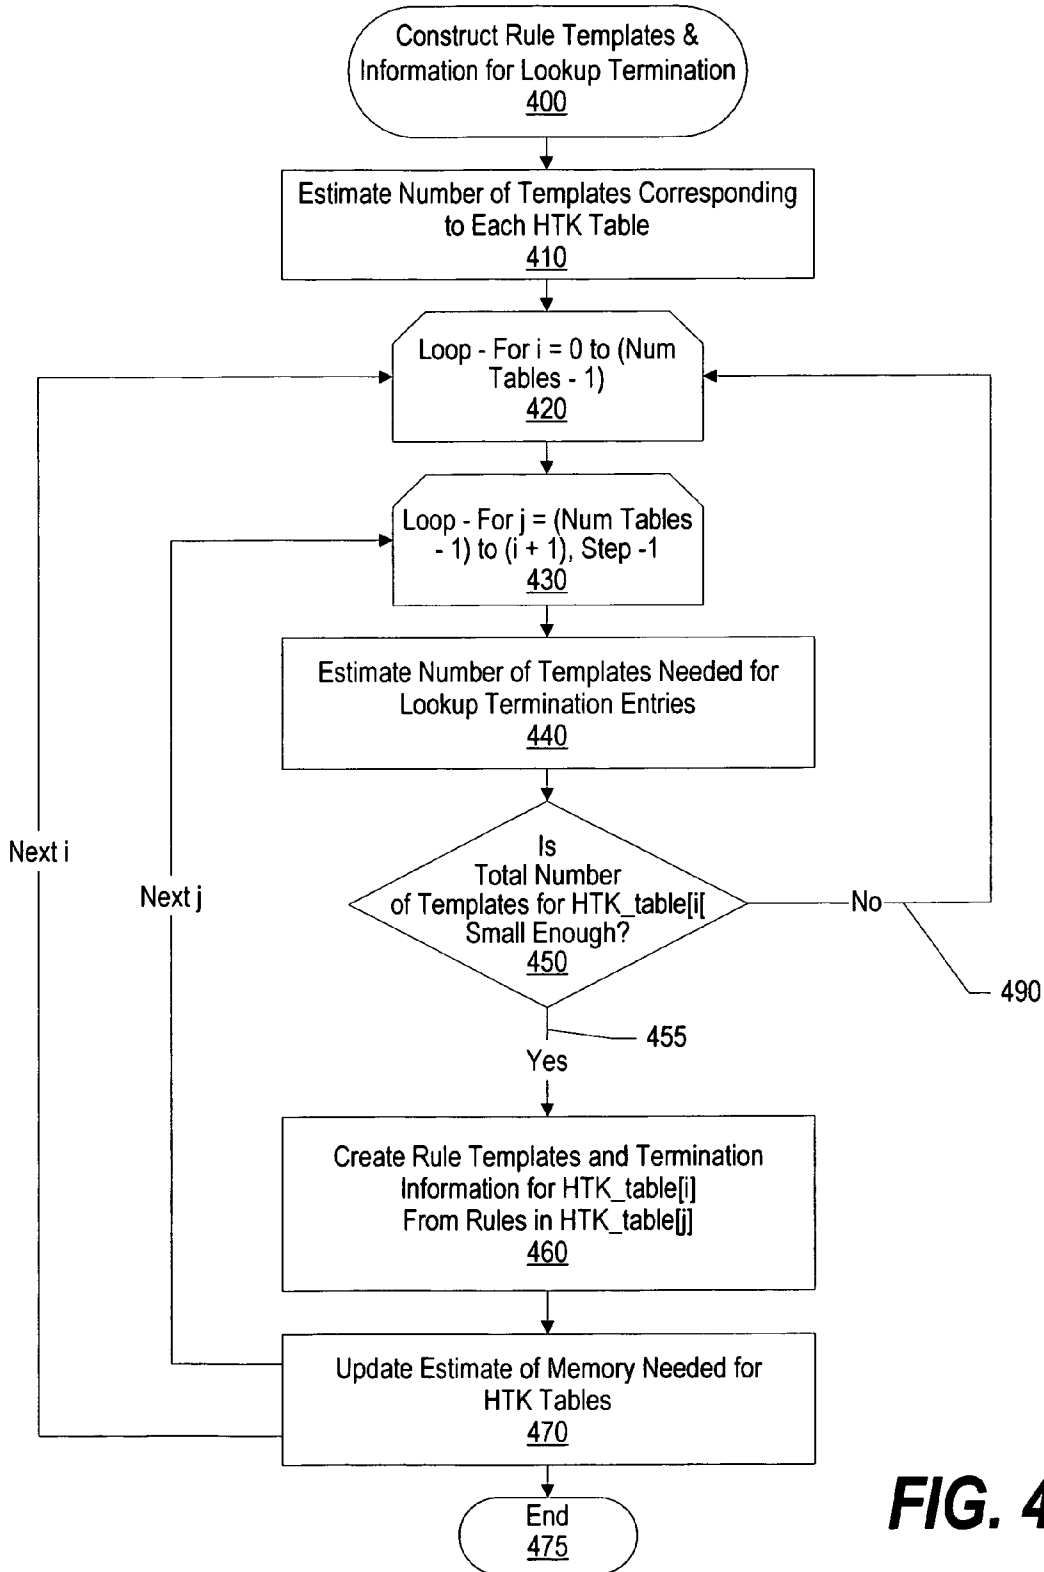 Construct Rule Templates &
Information for Lookup Termination
400
Estimate Number of Templates Corresponding
to Each HTK Table
410
Loop - For i = 0 to (Num
Tables - 1)
420
Loop - For j = (Num Tables
- 1) to (i + 1), Step -1
430
Estimate Number of Templates Needed for
Lookup Termination Entries
440
Is
Total Number
of Templates for HTK_table[i[
Small Enough?
450
No
490
455
Yes
Next i
Next j
Create Rule Templates and Termination
Information for HTK_table[i]
From Rules in HTK_table[j]
460
Update Estimate of Memory Needed for
HTK Tables
470
End
475
FIG. 4